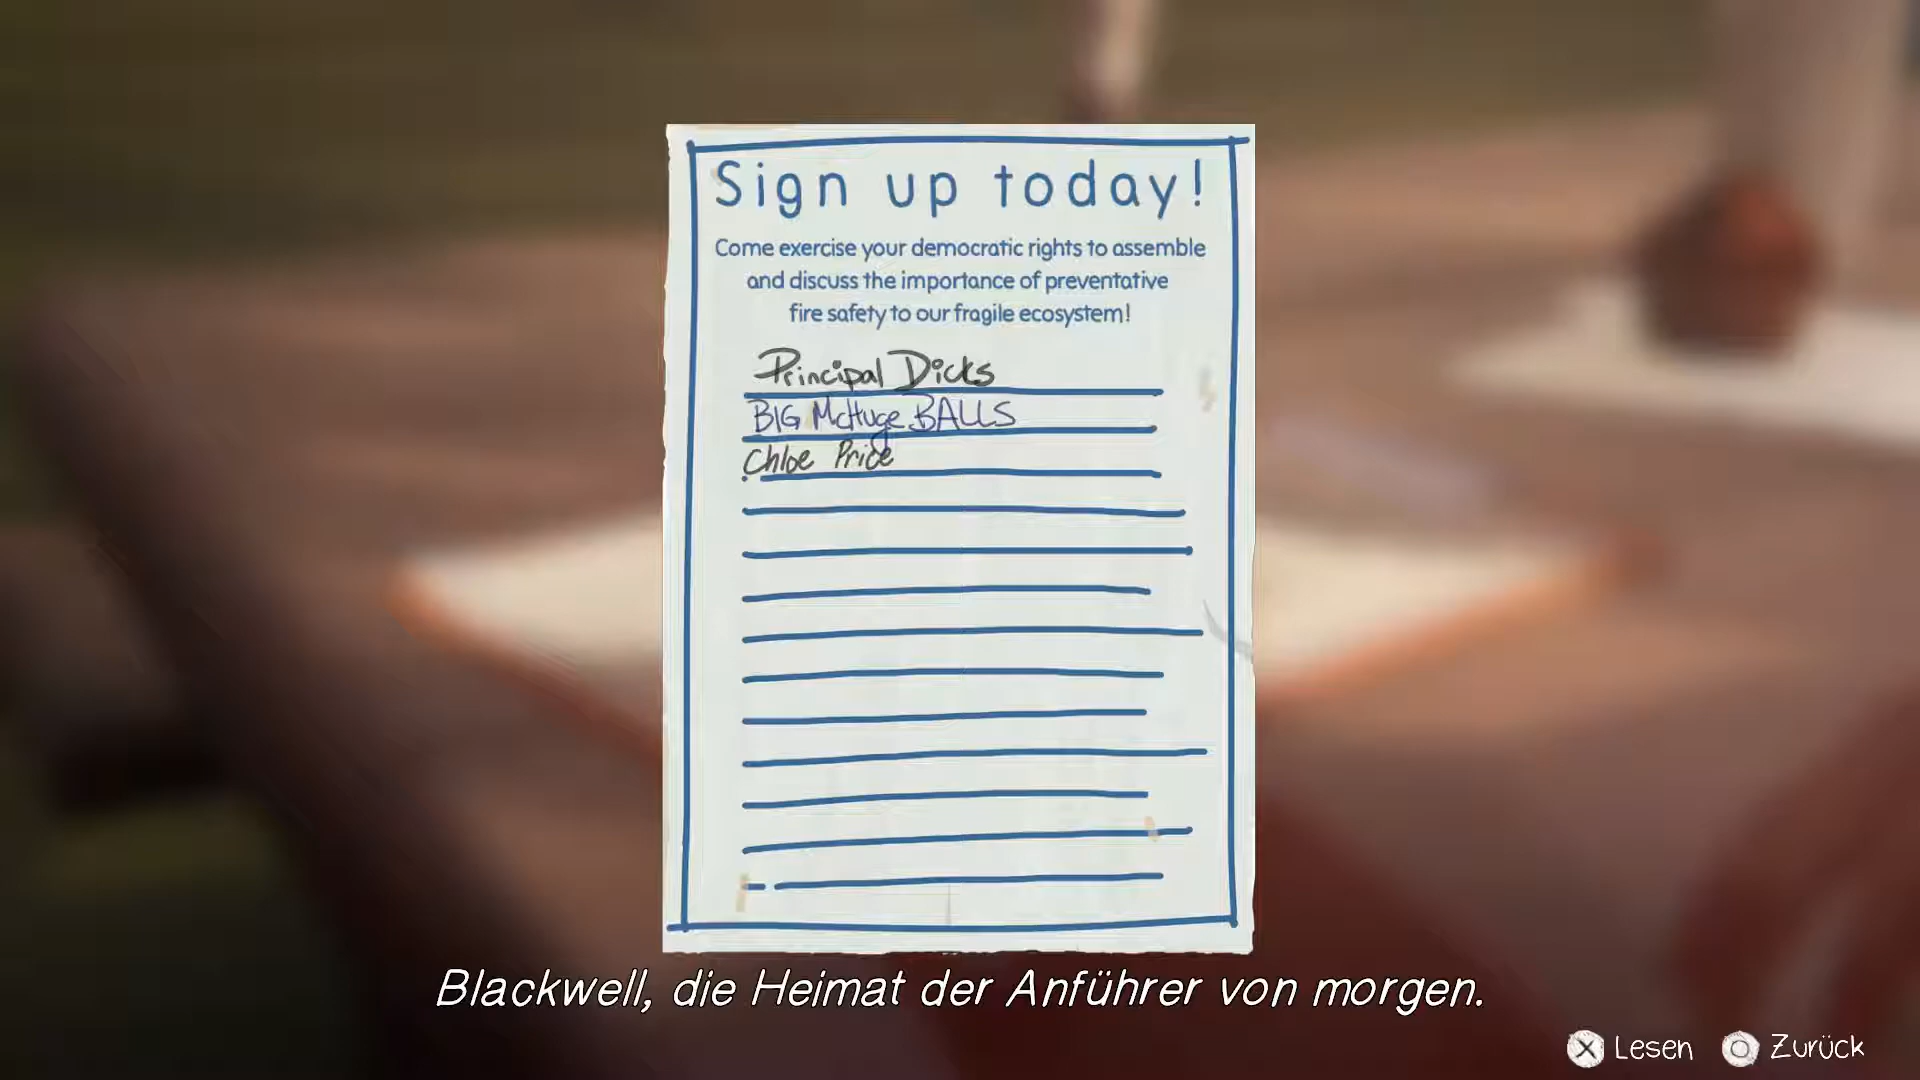 Sign up today!
Come exercise your democratic rights to assemble
and discuss the importance of preventative
fire safety to our fragile ecosystem!
Principal Dicks
BIG McHuge BALLS
Chloe Price
Blackwell, die Heimat der Anführer von morgen.
Lesen Zurück